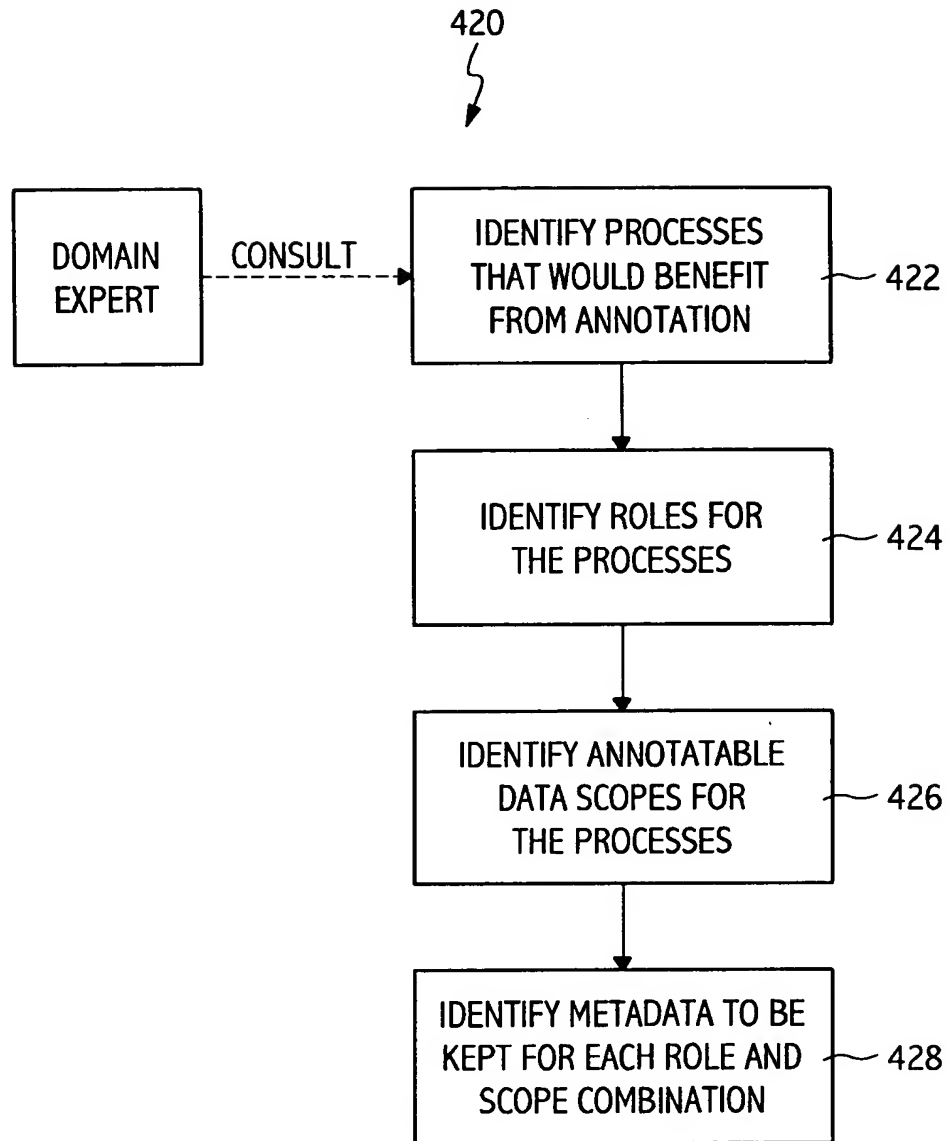 420
DOMAIN
EXPERT
CONSULT
IDENTIFY PROCESSES
THAT WOULD BENEFIT
FROM ANNOTATION
422
IDENTIFY ROLES FOR
THE PROCESSES
424
IDENTIFY ANNOTATABLE
DATA SCOPES FOR
THE PROCESSES
426
IDENTIFY METADATA TO BE
KEPT FOR EACH ROLE AND
SCOPE COMBINATION
428